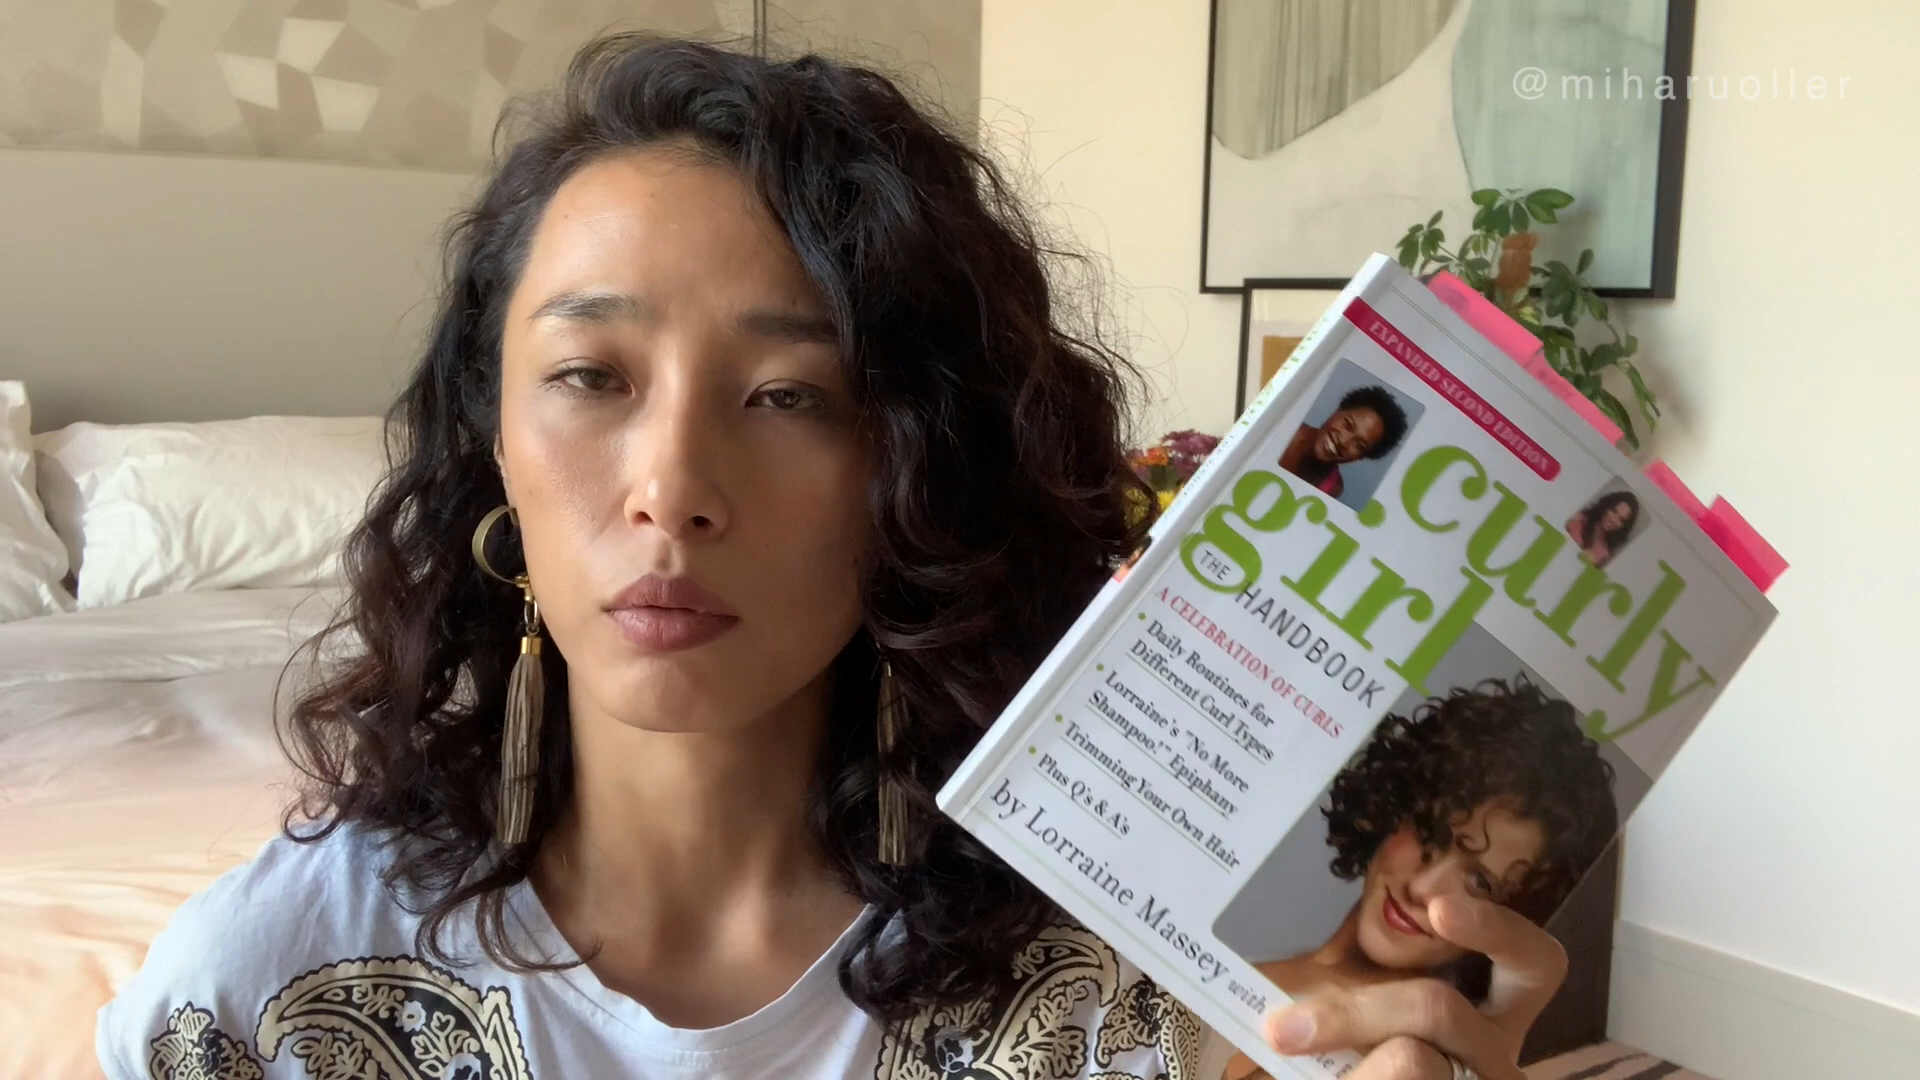 @miharuoller
EXPANDED SECOND EDITION
curly
girl
THE HANDBOOK
A CELEBRATION OF CURLS
• Daily Routines for
Different Curl Types
• Lorraine's "No More
Shampoo!" Epiphany
• Trimming Your Own Hair
• Plus Q's & A's
by Lorraine Massey with